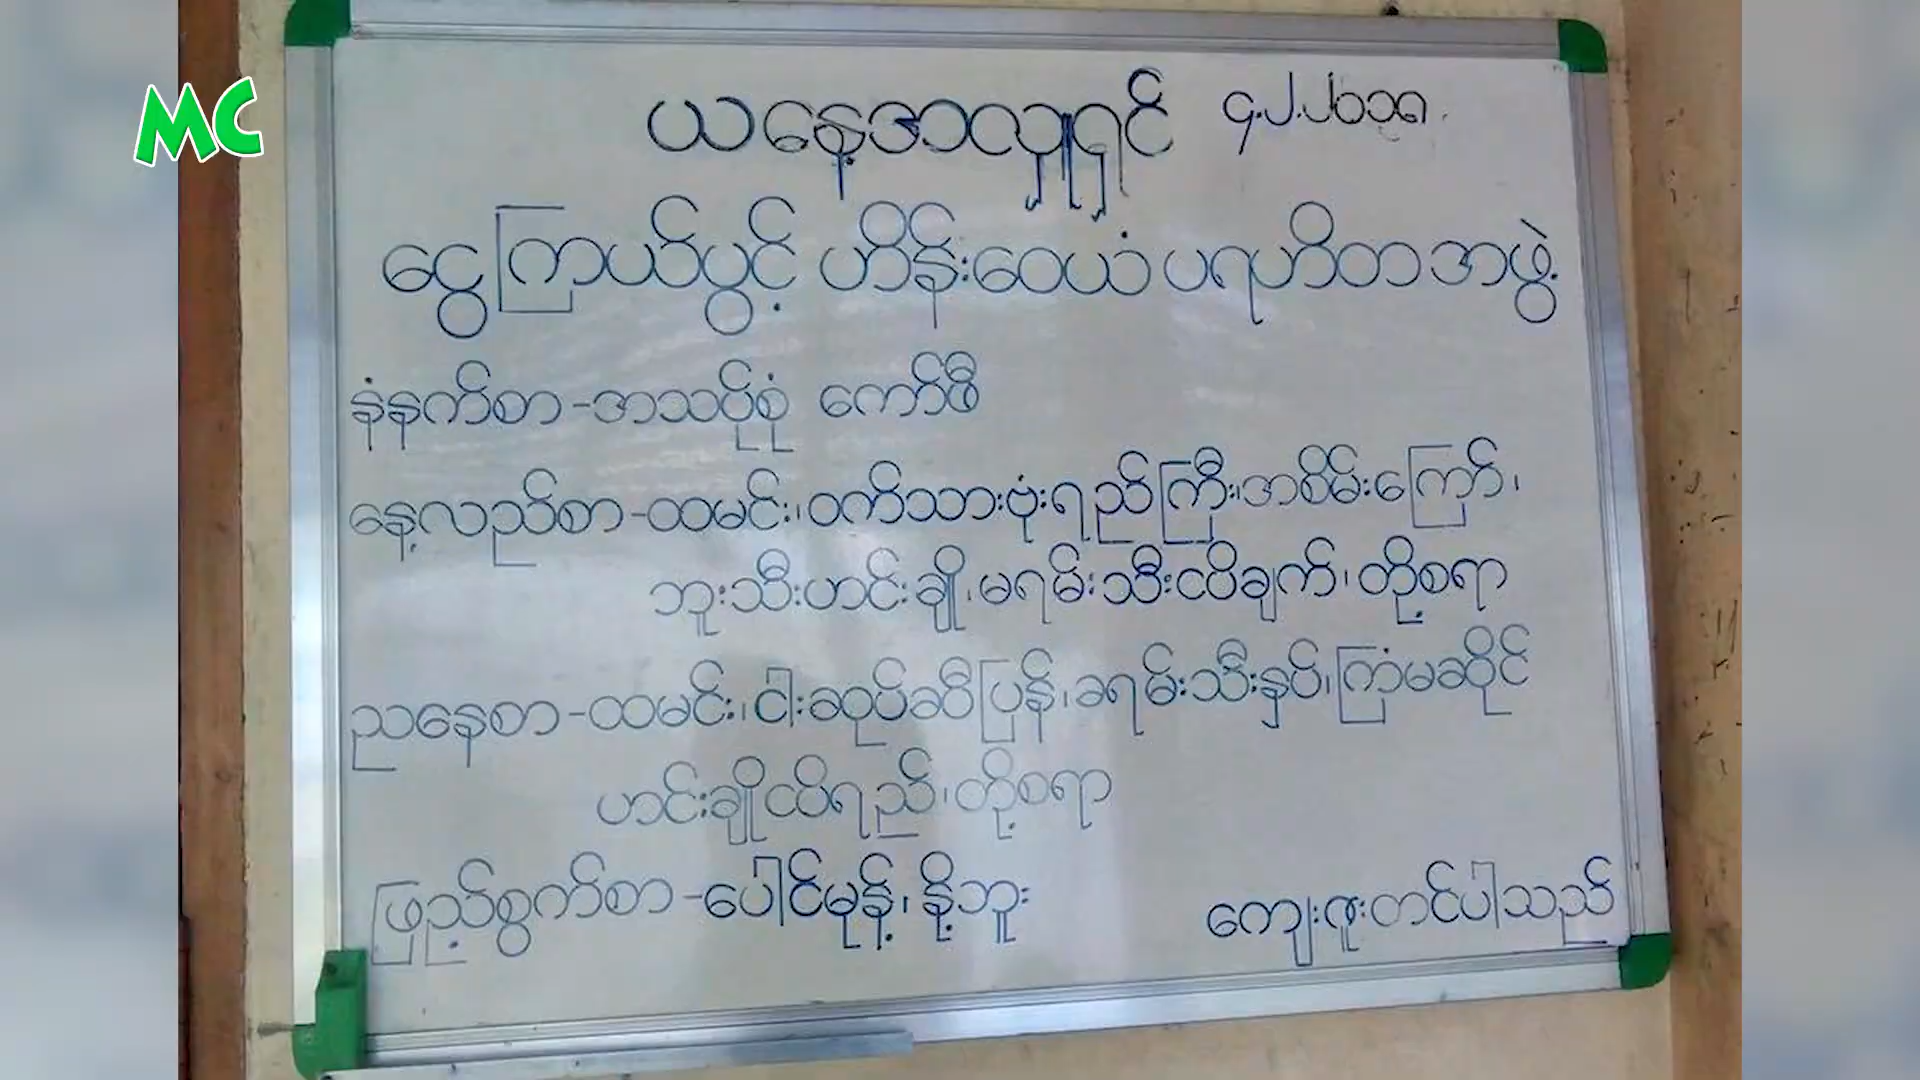 MC
ယနေ့အလှူရှင် ၄.၂.၂၀၁၈
ငွေကြယ်ပွင့် ဟိန်းဝေယံ ပရဟိတအဖွဲ့
နံနက်စာ - အသုပ်စုံ ကော်ဖီ
နေ့လည်စာ - ထမင်း၊ ဝက်သားဗုံးရည်ကြီး၊ အစိမ်းကြော်၊
ဘူးသီးဟင်းချို၊ မရမ်းသီးငပိချက်၊ တို့စရာ
ညနေစာ - ထမင်း၊ ငါးဆုပ်ဆီပြန်၊ ခရမ်းသီးနှပ်၊ ကြံမဆိုင်
ဟင်းချိုငပိရည်၊ တို့စရာ
ဖြည့်စွက်စာ - ပေါင်မုန့်၊ နို့ဘူး
ကျေးဇူးတင်ပါသည်